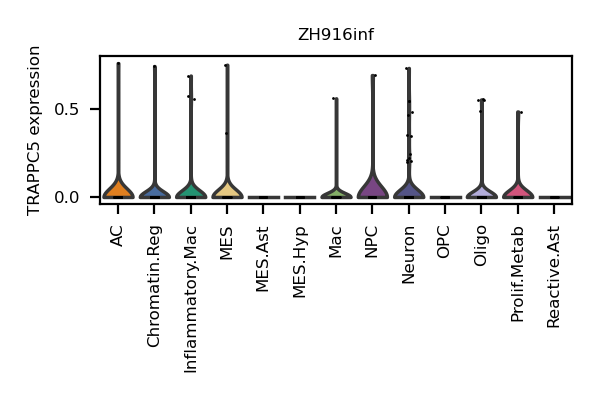 ZH916inf
TRAPPC5 expression
0.5
0.0
AC
Chromatin.Reg
Inflammatory.Mac
MES
MES.Ast
MES.Hyp
Mac
NPC
Neuron
OPC
Oligo
Prolif.Metab
Reactive.Ast